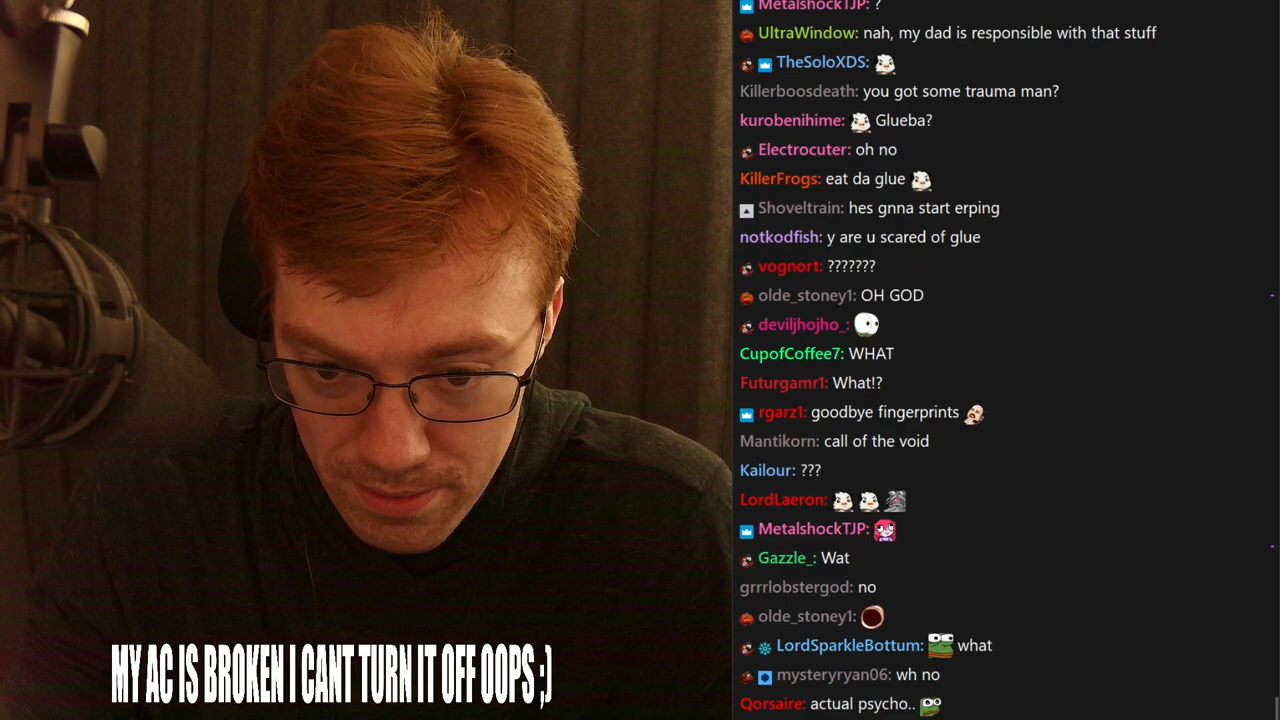 MetalshockTJP: ?
UltraWindow: nah, my dad is responsible with that stuff
TheSoloXDS:
Killerboosdeath: you got some trauma man?
kurobenihime: Glueba?
Electrocuter: oh no
KillerFrogs: eat da glue
Shoveltrain: hes gnna start erping
notkodfish: y are u scared of glue
vognort: ???????
olde_stoney1: OH GOD
deviljhojho_:
CupofCoffee7: WHAT
Futurgamr1: What!?
rgarz1: goodbye fingerprints
Mantikorn: call of the void
Kailour: ???
LordLaeron:
MetalshockTJP:
Gazzle_: Wat
grrrlobstergod: no
olde_stoney1:
LordSparkleBottum: what
mysteryryan06: wh no
Qorsaire: actual psycho..
MY AC IS BROKEN I CANT TURN IT OFF OOPS ;)